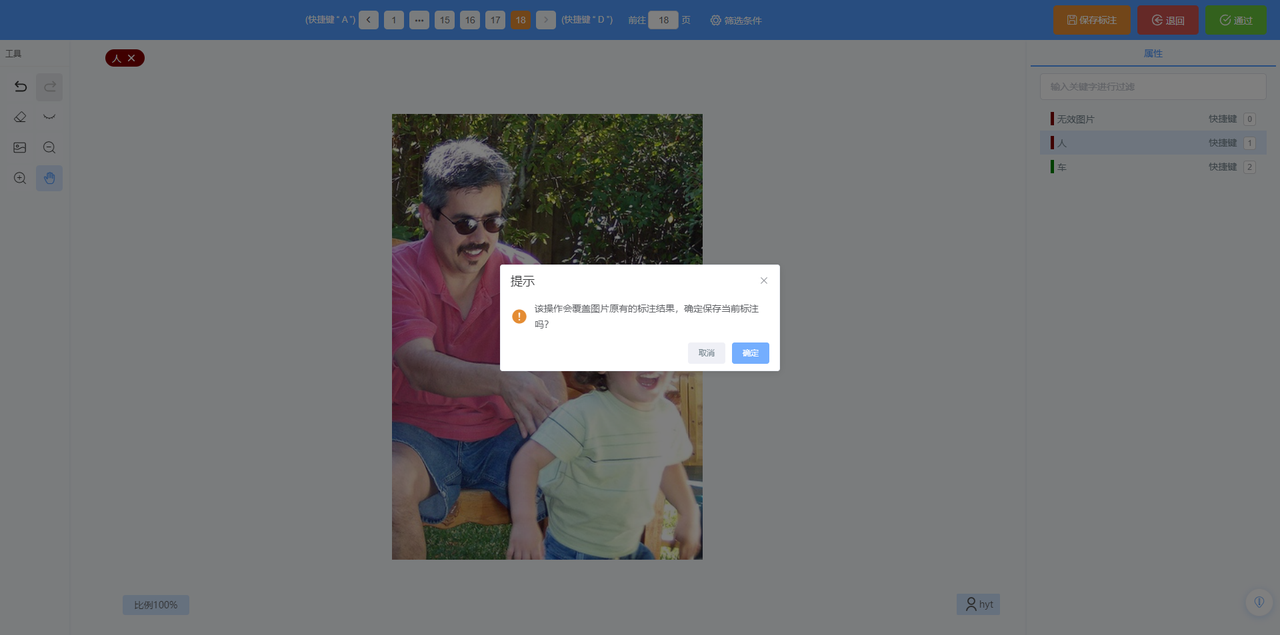 (快捷键 " A ")
1
15
16
17
18
(快捷键 " D ")
前往 18 页
筛选条件
保存标注
退回
通过
工具
人
属性
输入关键字进行过滤
无效图片 快捷键 0
人 快捷键 1
车 快捷键 2
提示
该操作会覆盖图片原有的标注结果，确定保存当前标注
吗？
取消
确定
比例100%
hyt